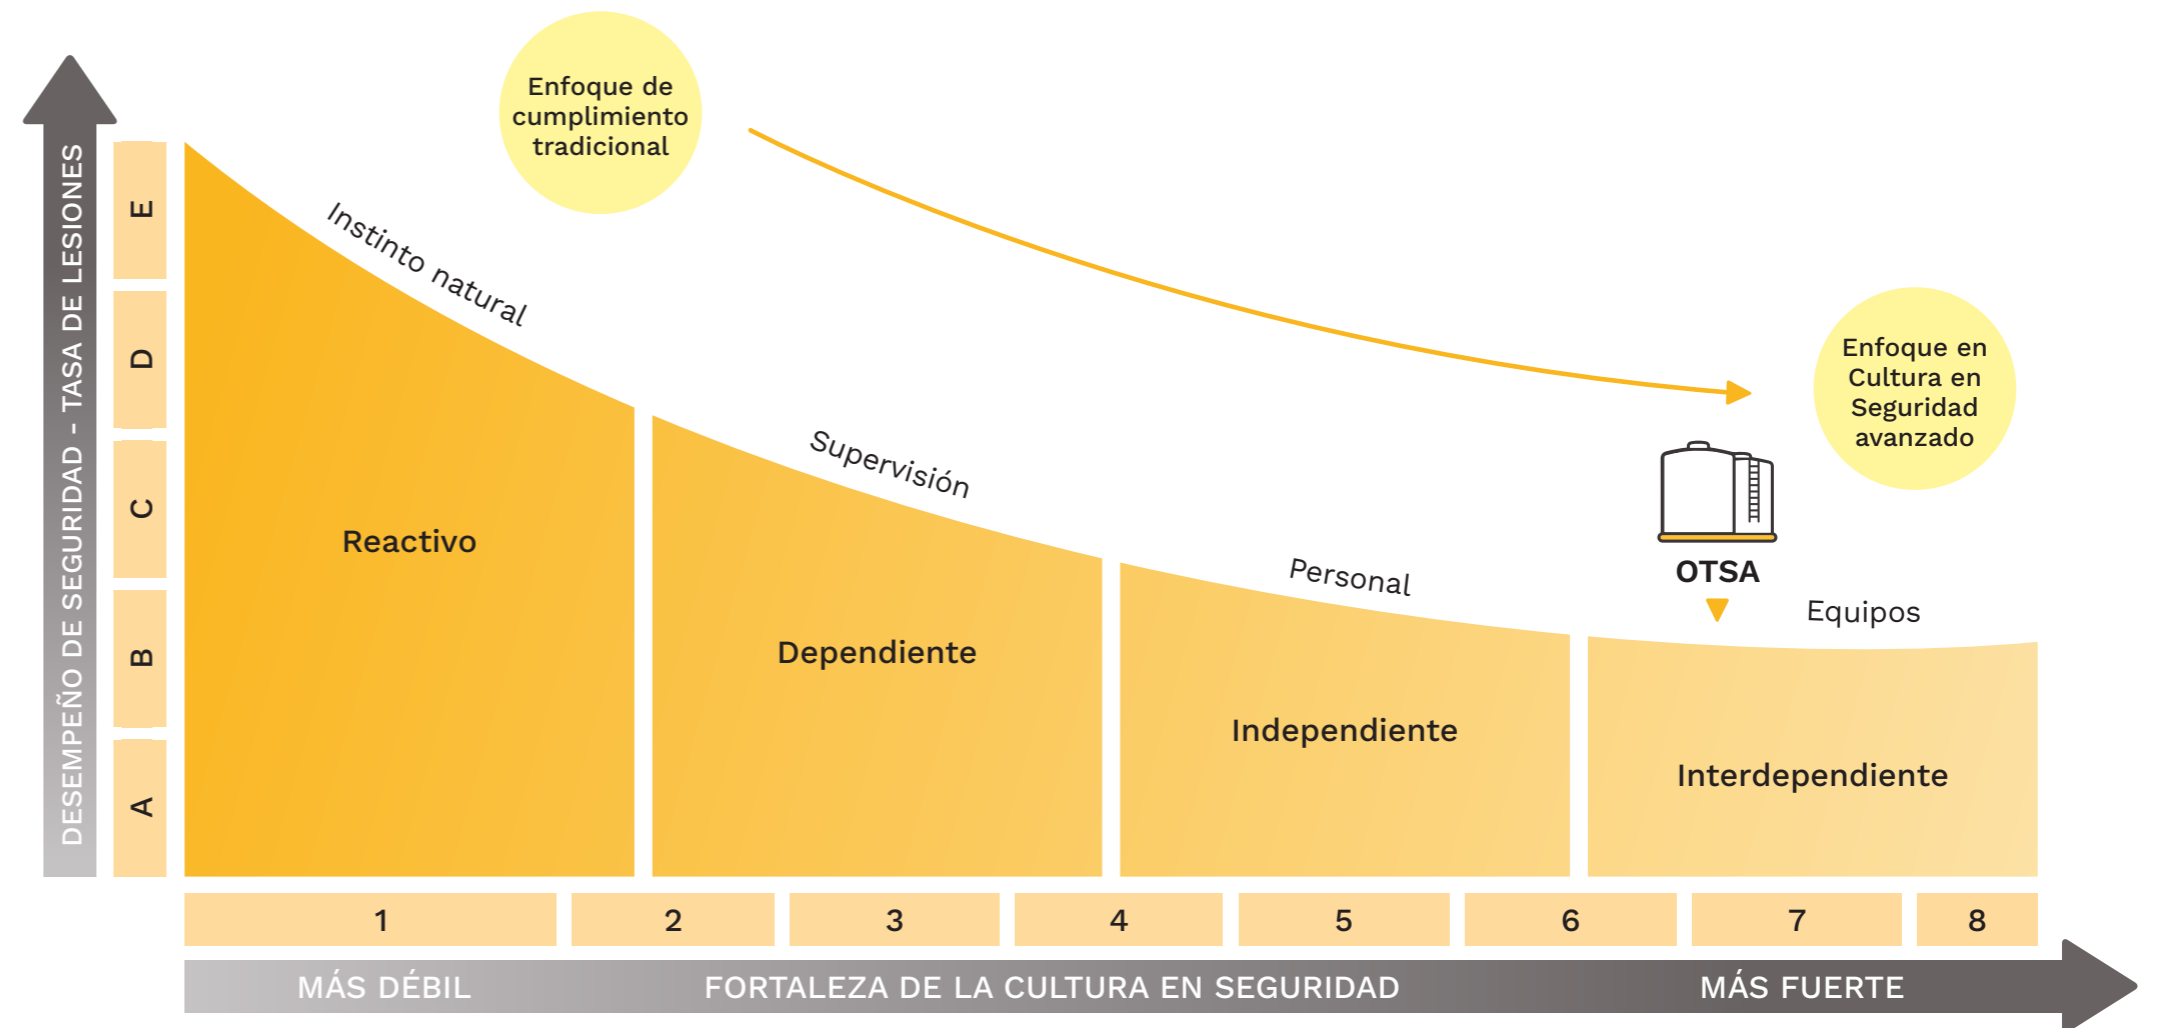 Enfoque de
cumplimiento
tradicional
DESEMPEÑO DE SEGURIDAD - TASA DE LESIONES
E
D
C
B
A
Instinto natural
Supervisión
Personal
Equipos
Enfoque en
Cultura en
Seguridad
avanzado
OTSA
Reactivo
Dependiente
Independiente
Interdependiente
1 2 3 4 5 6 7 8
MÁS DÉBIL FORTALEZA DE LA CULTURA EN SEGURIDAD MÁS FUERTE